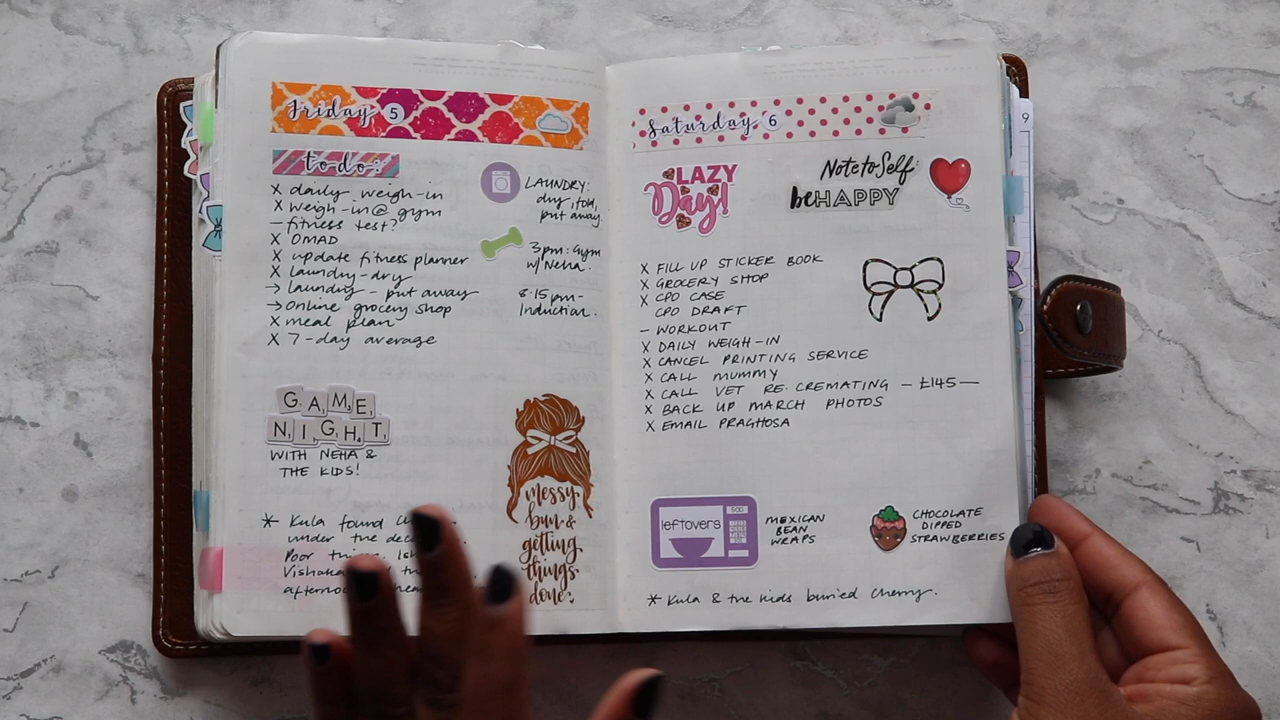 Friday 5
to do:
X daily weigh-in
X weigh-in @ gym
– fitness test?
X OMAD
X update fitness planner
X laundry-dry
→ laundry - put away
→ Online grocery shop
X meal plan
X 7-day average
LAUNDRY:
dry, fold,
put away.
3pm: Gym
w/ Neha.
8:15pm-
Induction.
GAME
NIGHT
WITH NEHA &
THE KIDS!
* Kula found
under the
Poor
messy
bun &
getting
things
done.
Saturday 6
LAZY
Day!
Note to Self:
be HAPPY
X FILL UP STICKER BOOK
X GROCERY SHOP
X CPO CASE
CPO DRAFT
– WORKOUT
X DAILY WEIGH-IN
X CANCEL PRINTING SERVICE
X CALL MUMMY
X CALL VET RE: CREMATING – £145 –
X BACK UP MARCH PHOTOS
X EMAIL PRAGHOSA
leftovers
500
MEXICAN
BEAN
WRAPS
CHOCOLATE
DIPPED
STRAWBERRIES
* Kula & the kids buried Cherry.
9